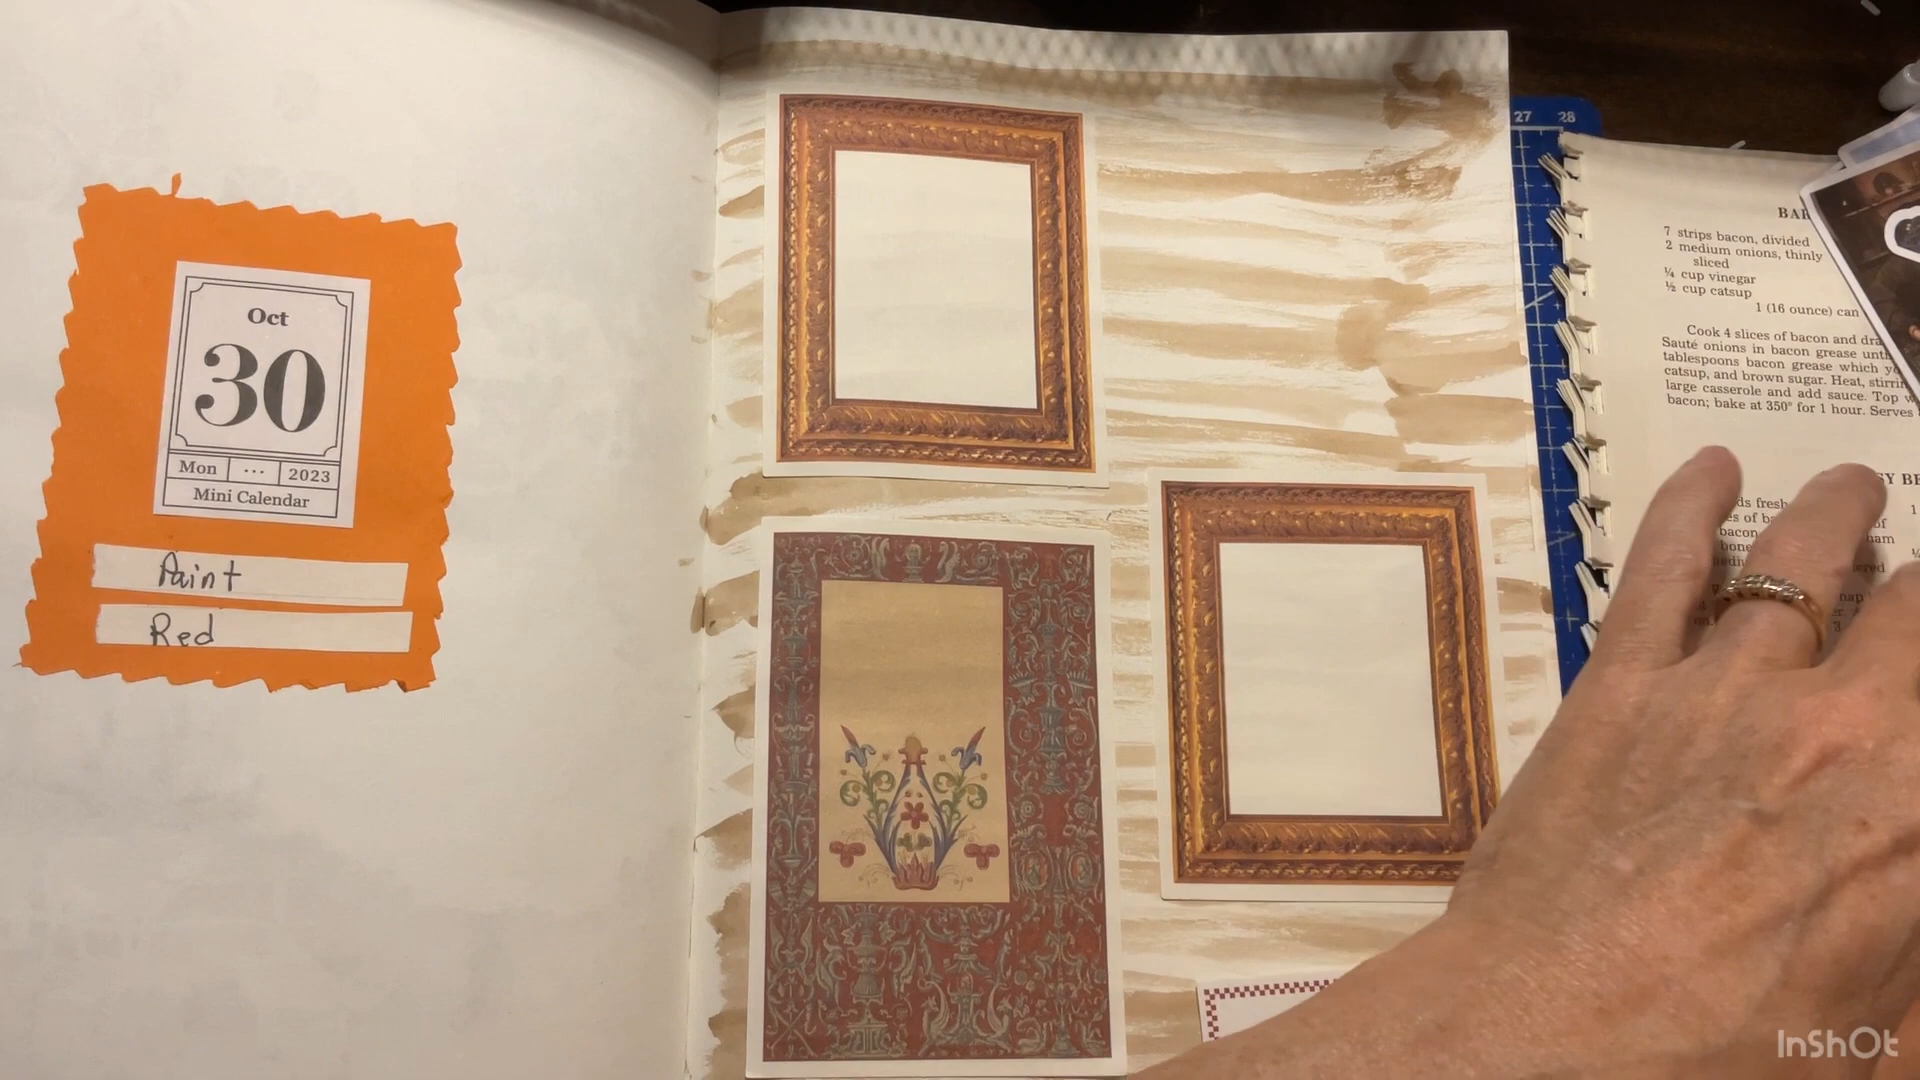 Oct
30
Mon ... 2023
Mini Calendar
Paint
Red
27 28
7 strips bacon, divided
2 medium onions, thinly
sliced
¼ cup vinegar
½ cup catsup
1 (16 ounce) can
Cook 4 slices of bacon and
Sauté onions in bacon grease
tablespoons bacon grease which
catsup, and brown sugar. Heat,
large casserole and add sauce. Top
bacon; bake at 350° for 1 hour. Serves
of
bacon
InShOt